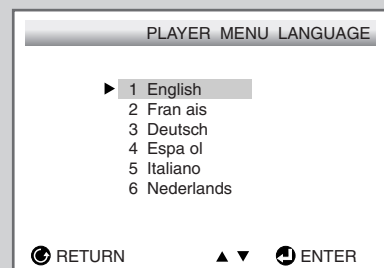 PLAYER MENU LANGUAGE
1 English
2 Fran ais
3 Deutsch
4 Espa ol
5 Italiano
6 Nederlands
RETURN ENTER